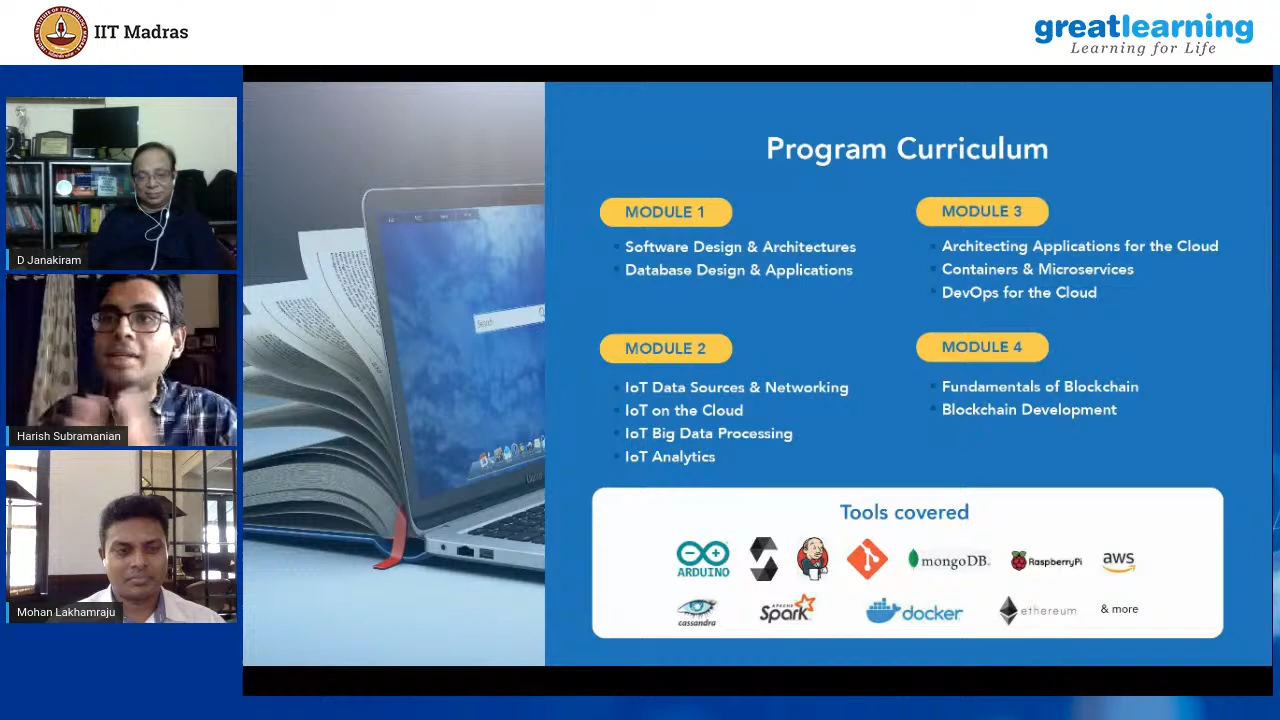 IIT Madras
greatlearning
Learning for Life
D Janakiram
Harish Subramanian
Mohan Lakhamraju
Program Curriculum
MODULE 1
Software Design & Architectures
Database Design & Applications
MODULE 2
IoT Data Sources & Networking
IoT on the Cloud
IoT Big Data Processing
IoT Analytics
MODULE 3
Architecting Applications for the Cloud
Containers & Microservices
DevOps for the Cloud
MODULE 4
Fundamentals of Blockchain
Blockchain Development
Search
Tools covered
ARDUINO
mongoDB
RaspberryPi
aws
cassandra
APACHE
Spark
docker
ethereum
& more